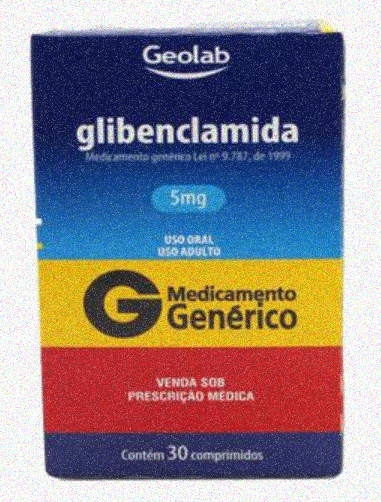 Geolab
glibenclamida
Medicamento genérico Lei nº 9.787, de 1999
5mg
USO ORAL
USO ADULTO
G Medicamento
Genérico
VENDA SOB
PRESCRIÇÃO MÉDICA
Contém 30 comprimidos